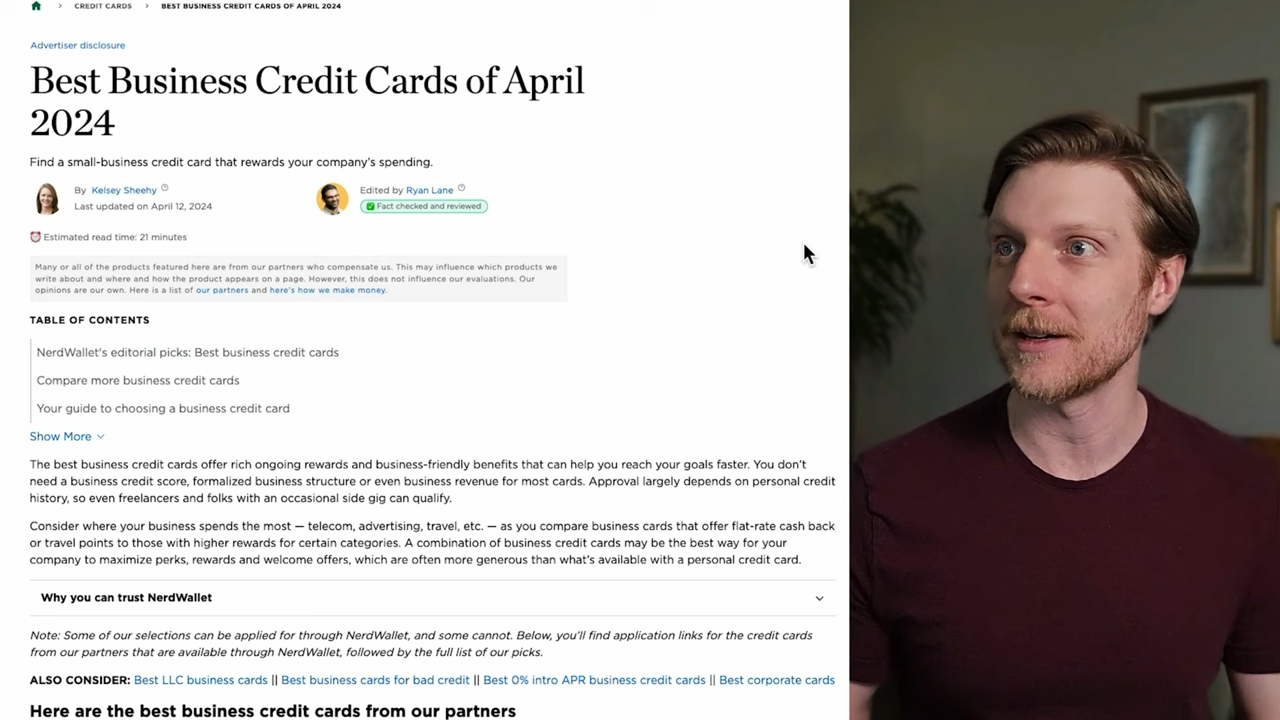 CREDIT CARDS > BEST BUSINESS CREDIT CARDS OF APRIL 2024
Advertiser disclosure
Best Business Credit Cards of April
2024
Find a small-business credit card that rewards your company's spending.
By Kelsey Sheehy
Last updated on April 12, 2024
Edited by Ryan Lane
Fact checked and reviewed
Estimated read time: 21 minutes
Many or all of the products featured here are from our partners who compensate us. This may influence which products we
write about and where and how the product appears on a page. However, this does not influence our evaluations. Our
opinions are our own. Here is a list of our partners and here's how we make money.
TABLE OF CONTENTS
NerdWallet's editorial picks: Best business credit cards
Compare more business credit cards
Your guide to choosing a business credit card
Show More
The best business credit cards offer rich ongoing rewards and business-friendly benefits that can help you reach your goals faster. You don't
need a business credit score, formalized business structure or even business revenue for most cards. Approval largely depends on personal credit
history, so even freelancers and folks with an occasional side gig can qualify.
Consider where your business spends the most — telecom, advertising, travel, etc. — as you compare business cards that offer flat-rate cash back
or travel points to those with higher rewards for certain categories. A combination of business credit cards may be the best way for your
company to maximize perks, rewards and welcome offers, which are often more generous than what's available with a personal credit card.
Why you can trust NerdWallet
Note: Some of our selections can be applied for through NerdWallet, and some cannot. Below, you'll find application links for the credit cards
from our partners that are available through NerdWallet, followed by the full list of our picks.
ALSO CONSIDER: Best LLC business cards || Best business cards for bad credit || Best 0% intro APR business credit cards || Best corporate cards
Here are the best business credit cards from our partners